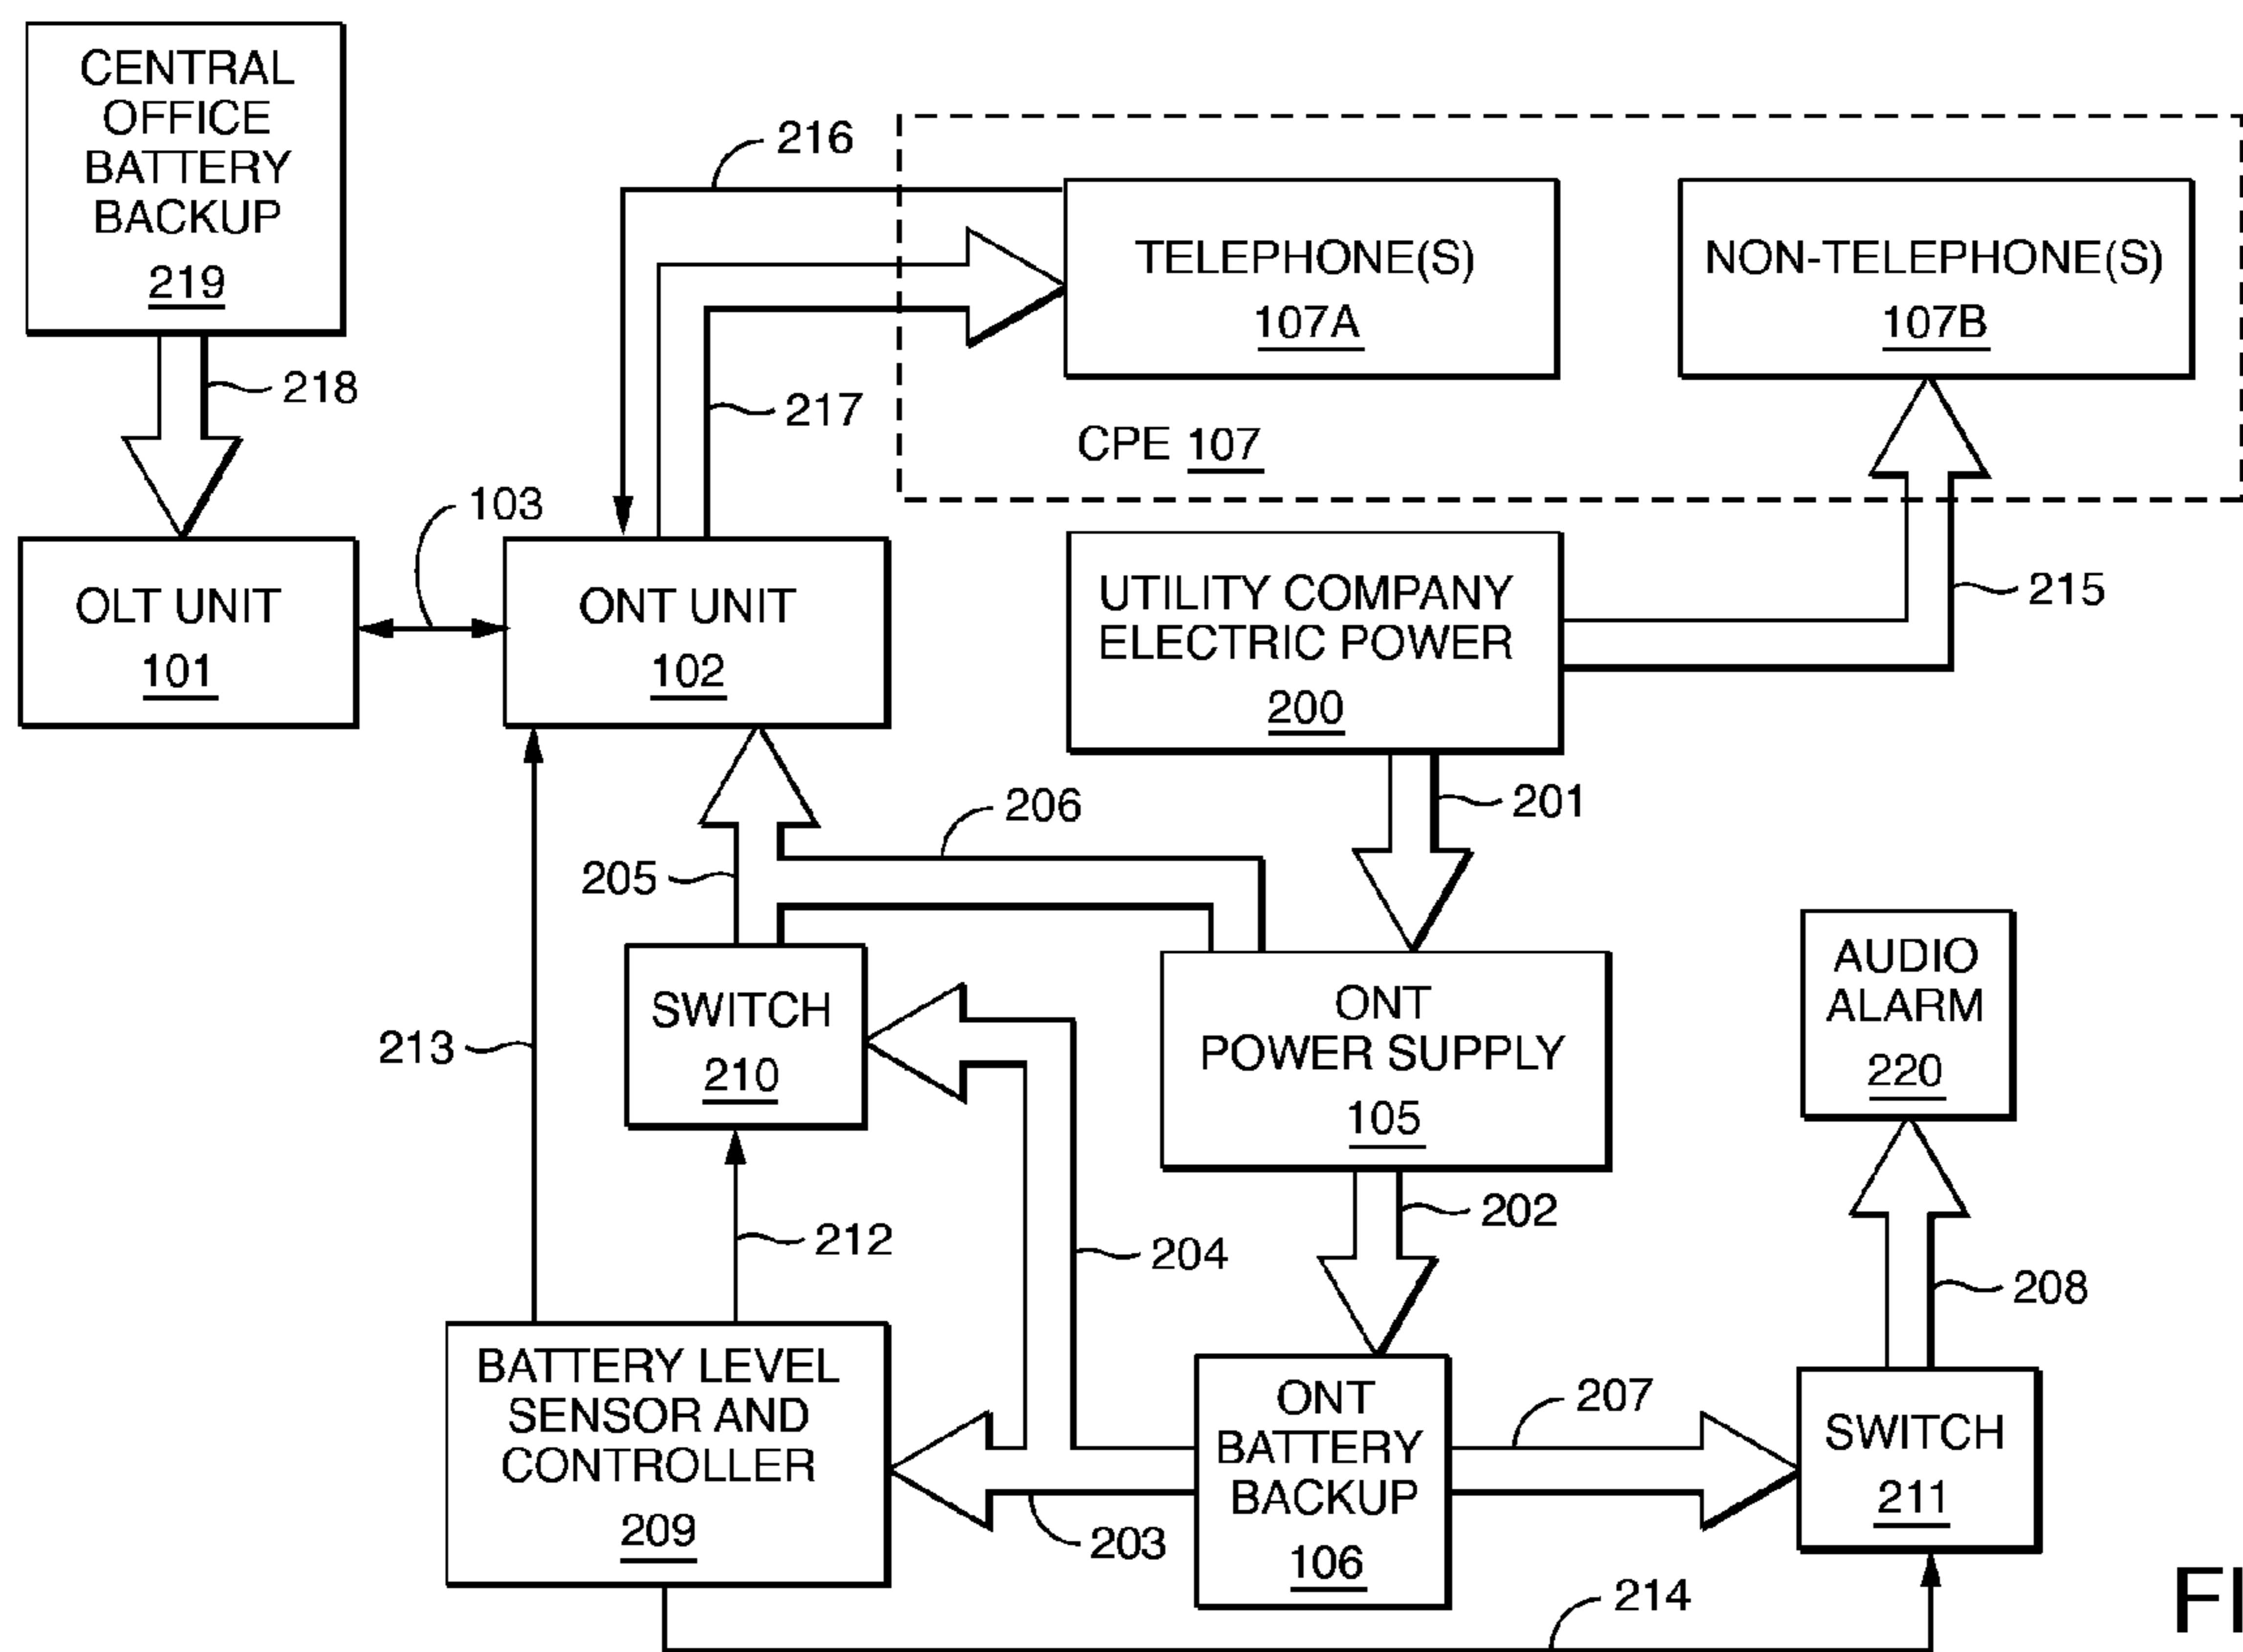 CENTRAL
OFFICE
BATTERY
BACKUP
219
218
216
217
TELEPHONE(S)
107A
NON-TELEPHONE(S)
107B
CPE 107
103
OLT UNIT
101
ONT UNIT
102
UTILITY COMPANY
ELECTRIC POWER
200
215
201
206
205
213
SWITCH
210
ONT
POWER SUPPLY
105
AUDIO
ALARM
220
212
204
202
208
BATTERY LEVEL
SENSOR AND
CONTROLLER
209
203
ONT
BATTERY
BACKUP
106
207
SWITCH
211
214
FI